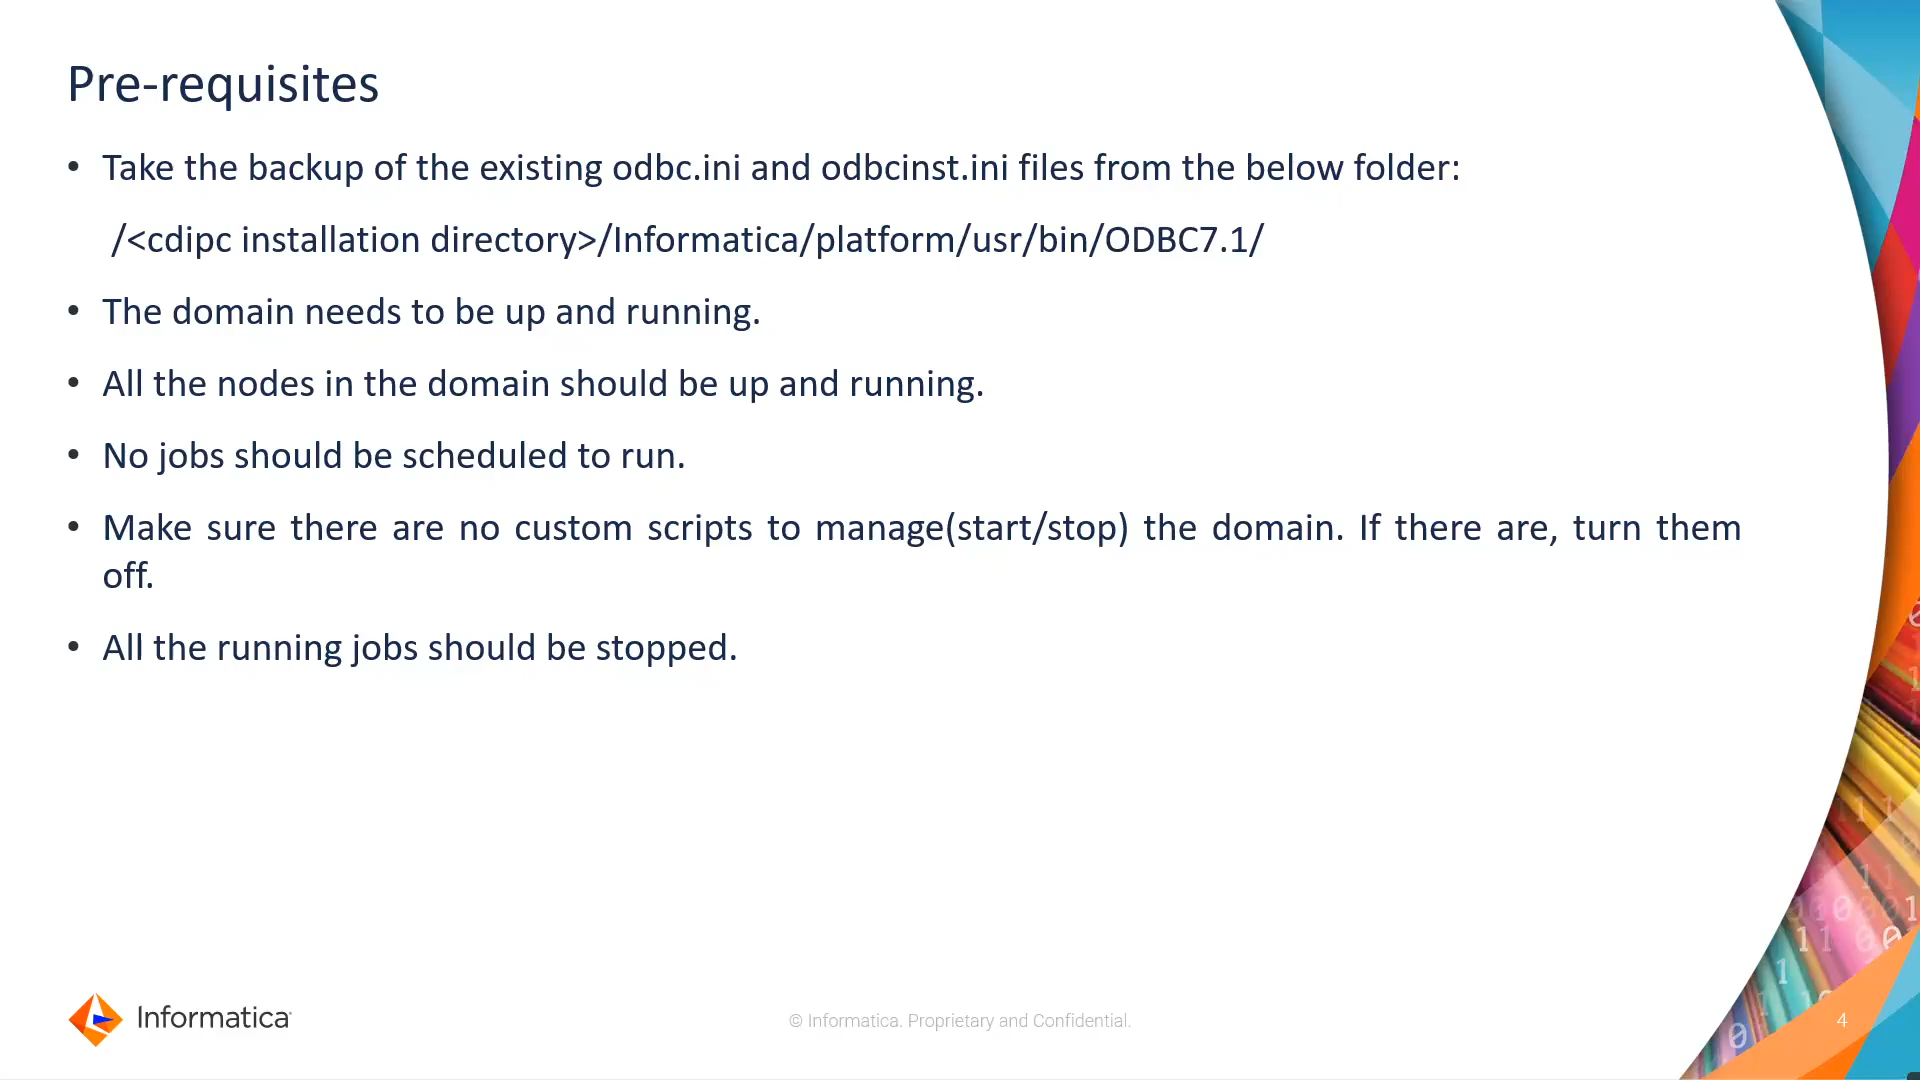 Pre-requisites
• Take the backup of the existing odbc.ini and odbcinst.ini files from the below folder:
/<cdipc installation directory>/Informatica/platform/usr/bin/ODBC7.1/
• The domain needs to be up and running.
• All the nodes in the domain should be up and running.
• No jobs should be scheduled to run.
• Make sure there are no custom scripts to manage(start/stop) the domain. If there are, turn them
off.
• All the running jobs should be stopped.
Informatica
© Informatica. Proprietary and Confidential.
4